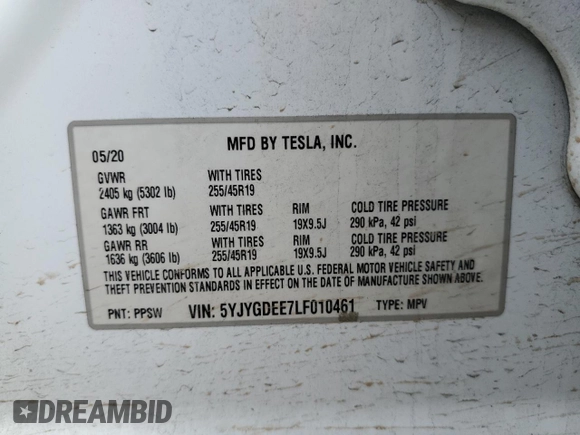 MFD BY TESLA, INC.
05/20
GVWR WITH TIRES
2405 kg (5302 lb) 255/45R19
GAWR FRT WITH TIRES RIM COLD TIRE PRESSURE
1363 kg (3004 lb) 255/45R19 19X9.5J 290 kPa, 42 psi
GAWR RR WITH TIRES RIM COLD TIRE PRESSURE
1636 kg (3606 lb) 255/45R19 19X9.5J 290 kPa, 42 psi
THIS VEHICLE CONFORMS TO ALL APPLICABLE U.S. FEDERAL MOTOR VEHICLE SAFETY AND
THEFT PREVENTION STANDARDS IN EFFECT ON THE DATE OF MANUFACTURE SHOWN ABOVE.
PNT: PPSW VIN: 5YJYGDEE7LF010461 TYPE: MPV
DREAMBID